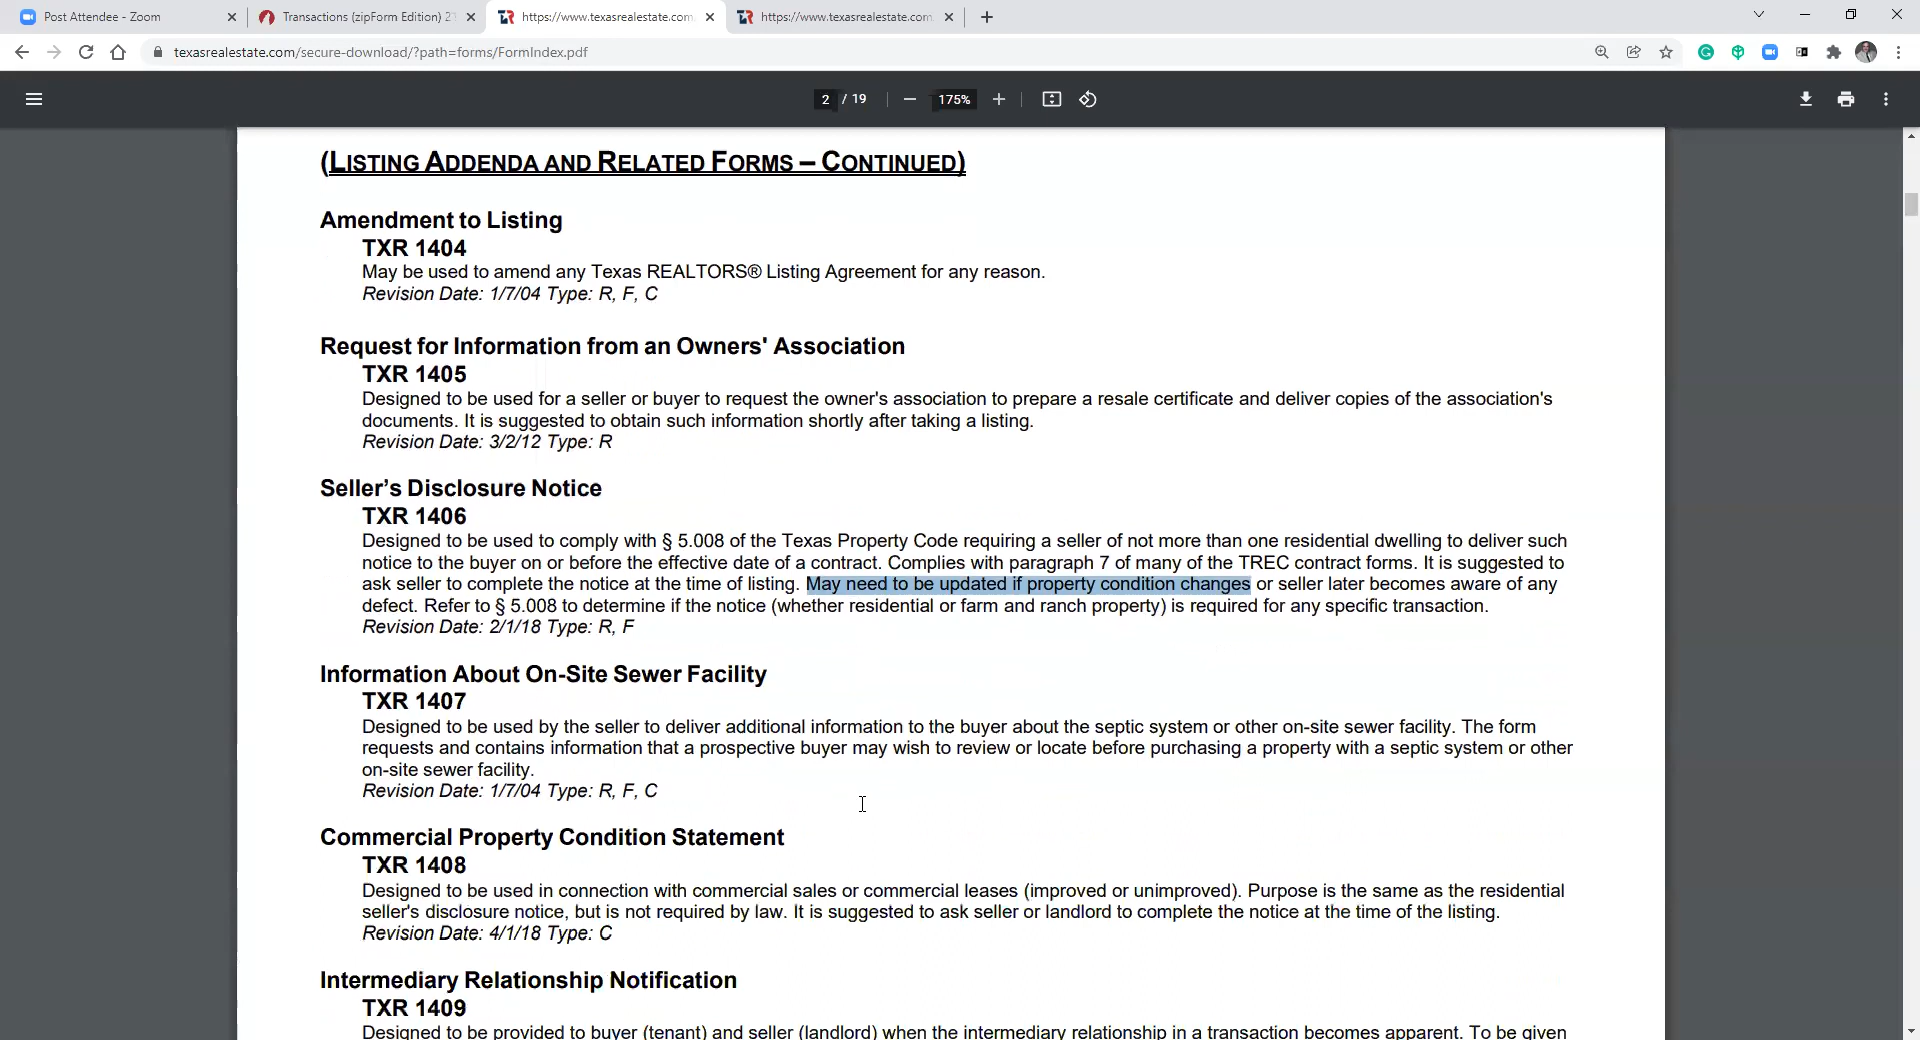 Post Attendee - Zoom
Transactions (zipForm Edition) 2
https://www.texasrealestate.com
https://www.texasrealestate.com
texasrealestate.com/secure-download/?path=forms/FormIndex.pdf
2 / 19
175%
(LISTING ADDENDA AND RELATED FORMS – CONTINUED)
Amendment to Listing
TXR 1404
May be used to amend any Texas REALTORS® Listing Agreement for any reason.
Revision Date: 1/7/04 Type: R, F, C
Request for Information from an Owners' Association
TXR 1405
Designed to be used for a seller or buyer to request the owner's association to prepare a resale certificate and deliver copies of the association's
documents. It is suggested to obtain such information shortly after taking a listing.
Revision Date: 3/2/12 Type: R
Seller’s Disclosure Notice
TXR 1406
Designed to be used to comply with § 5.008 of the Texas Property Code requiring a seller of not more than one residential dwelling to deliver such
notice to the buyer on or before the effective date of a contract. Complies with paragraph 7 of many of the TREC contract forms. It is suggested to
ask seller to complete the notice at the time of listing. May need to be updated if property condition changes or seller later becomes aware of any
defect. Refer to § 5.008 to determine if the notice (whether residential or farm and ranch property) is required for any specific transaction.
Revision Date: 2/1/18 Type: R, F
Information About On-Site Sewer Facility
TXR 1407
Designed to be used by the seller to deliver additional information to the buyer about the septic system or other on-site sewer facility. The form
requests and contains information that a prospective buyer may wish to review or locate before purchasing a property with a septic system or other
on-site sewer facility.
Revision Date: 1/7/04 Type: R, F, C
Commercial Property Condition Statement
TXR 1408
Designed to be used in connection with commercial sales or commercial leases (improved or unimproved). Purpose is the same as the residential
seller's disclosure notice, but is not required by law. It is suggested to ask seller or landlord to complete the notice at the time of the listing.
Revision Date: 4/1/18 Type: C
Intermediary Relationship Notification
TXR 1409
Designed to be provided to buyer (tenant) and seller (landlord) when the intermediary relationship in a transaction becomes apparent. To be given